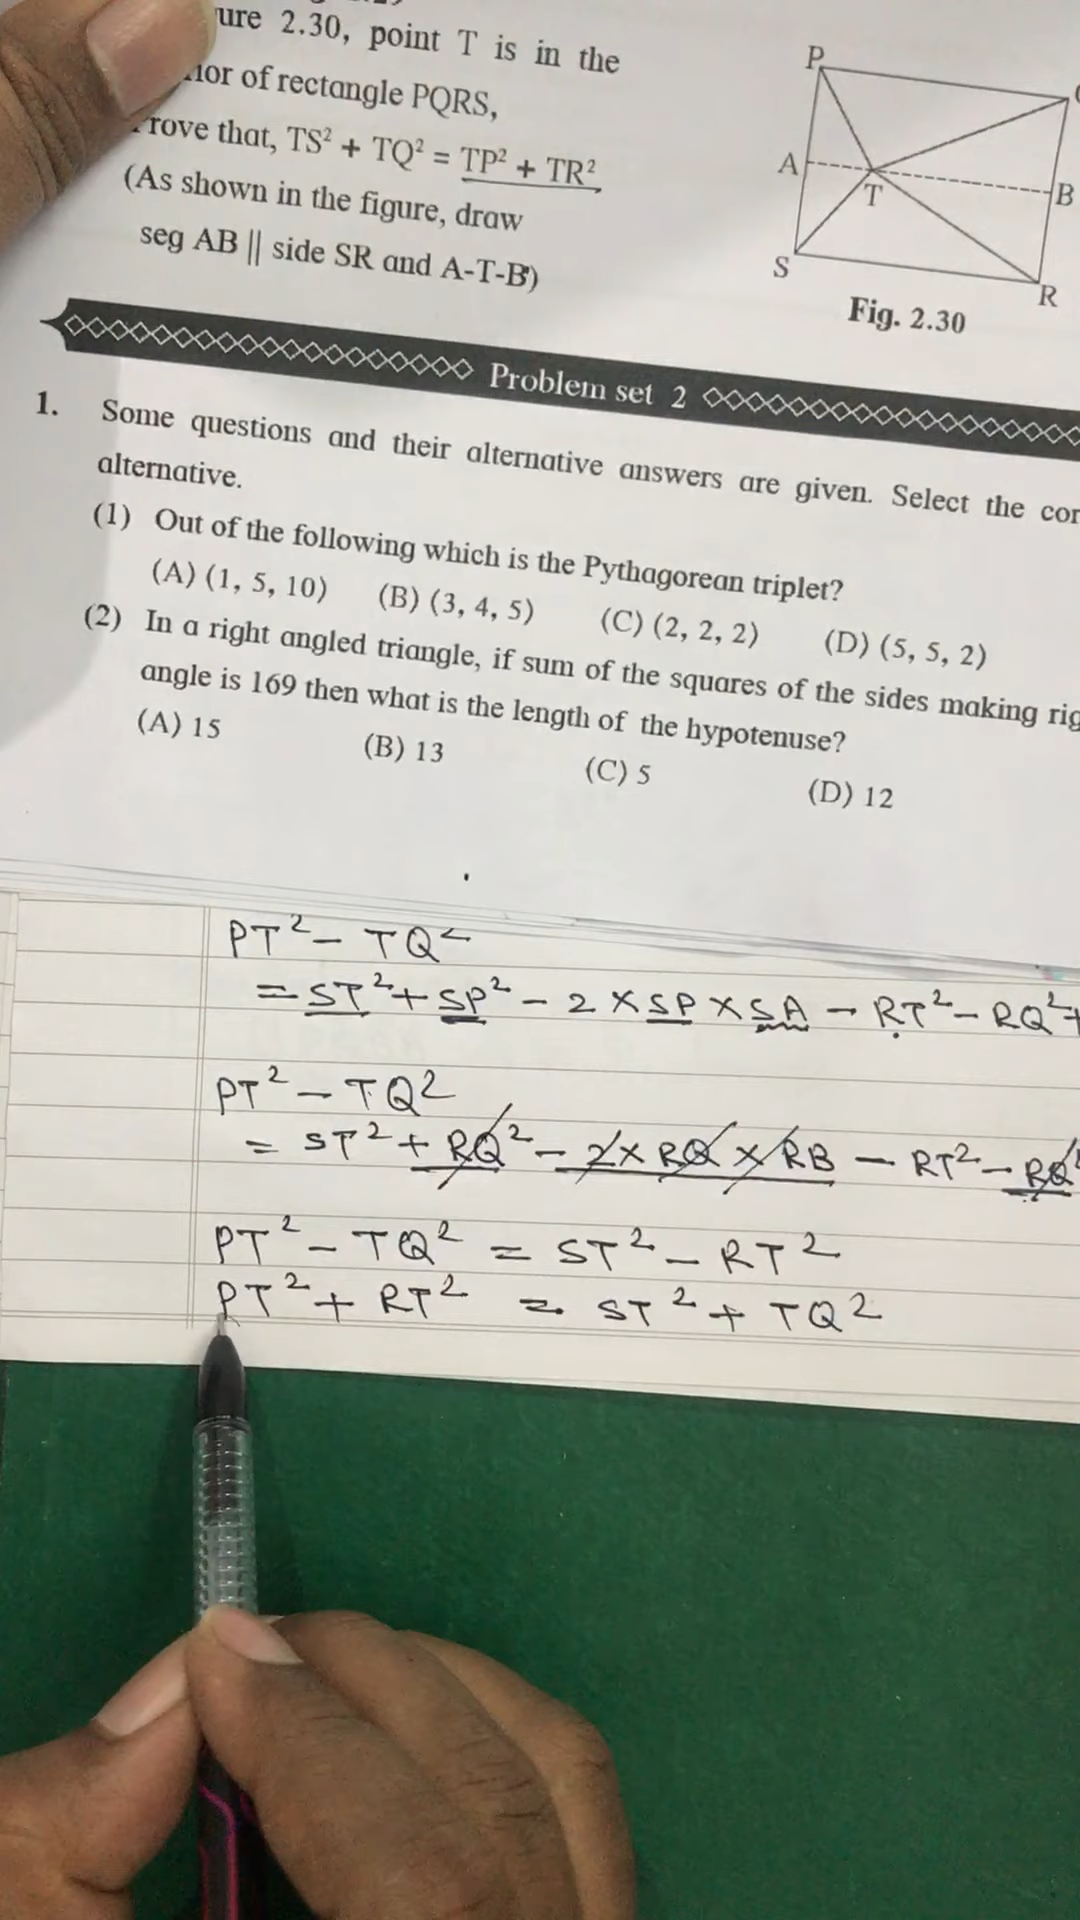 ure 2.30, point T is in the
ior of rectangle PQRS,
rove that, TS² + TQ² = TP² + TR²
(As shown in the figure, draw
seg AB || side SR and A-T-B)
P
A
T
B
S
R
Fig. 2.30
Problem set 2
1. Some questions and their alternative answers are given. Select the cor
alternative.
(1) Out of the following which is the Pythagorean triplet?
(A) (1, 5, 10) (B) (3, 4, 5) (C) (2, 2, 2) (D) (5, 5, 2)
(2) In a right angled triangle, if sum of the squares of the sides making rig
angle is 169 then what is the length of the hypotenuse?
(A) 15 (B) 13 (C) 5 (D) 12
PT² - TQ²
= ST² + SP² - 2 × SP × SA - RT² - RQ² +
PT² - TQ²
= ST² + RQ² - 2 × RQ × RB - RT² - RQ²
PT² - TQ² = ST² - RT²
PT² + RT² = ST² + TQ²